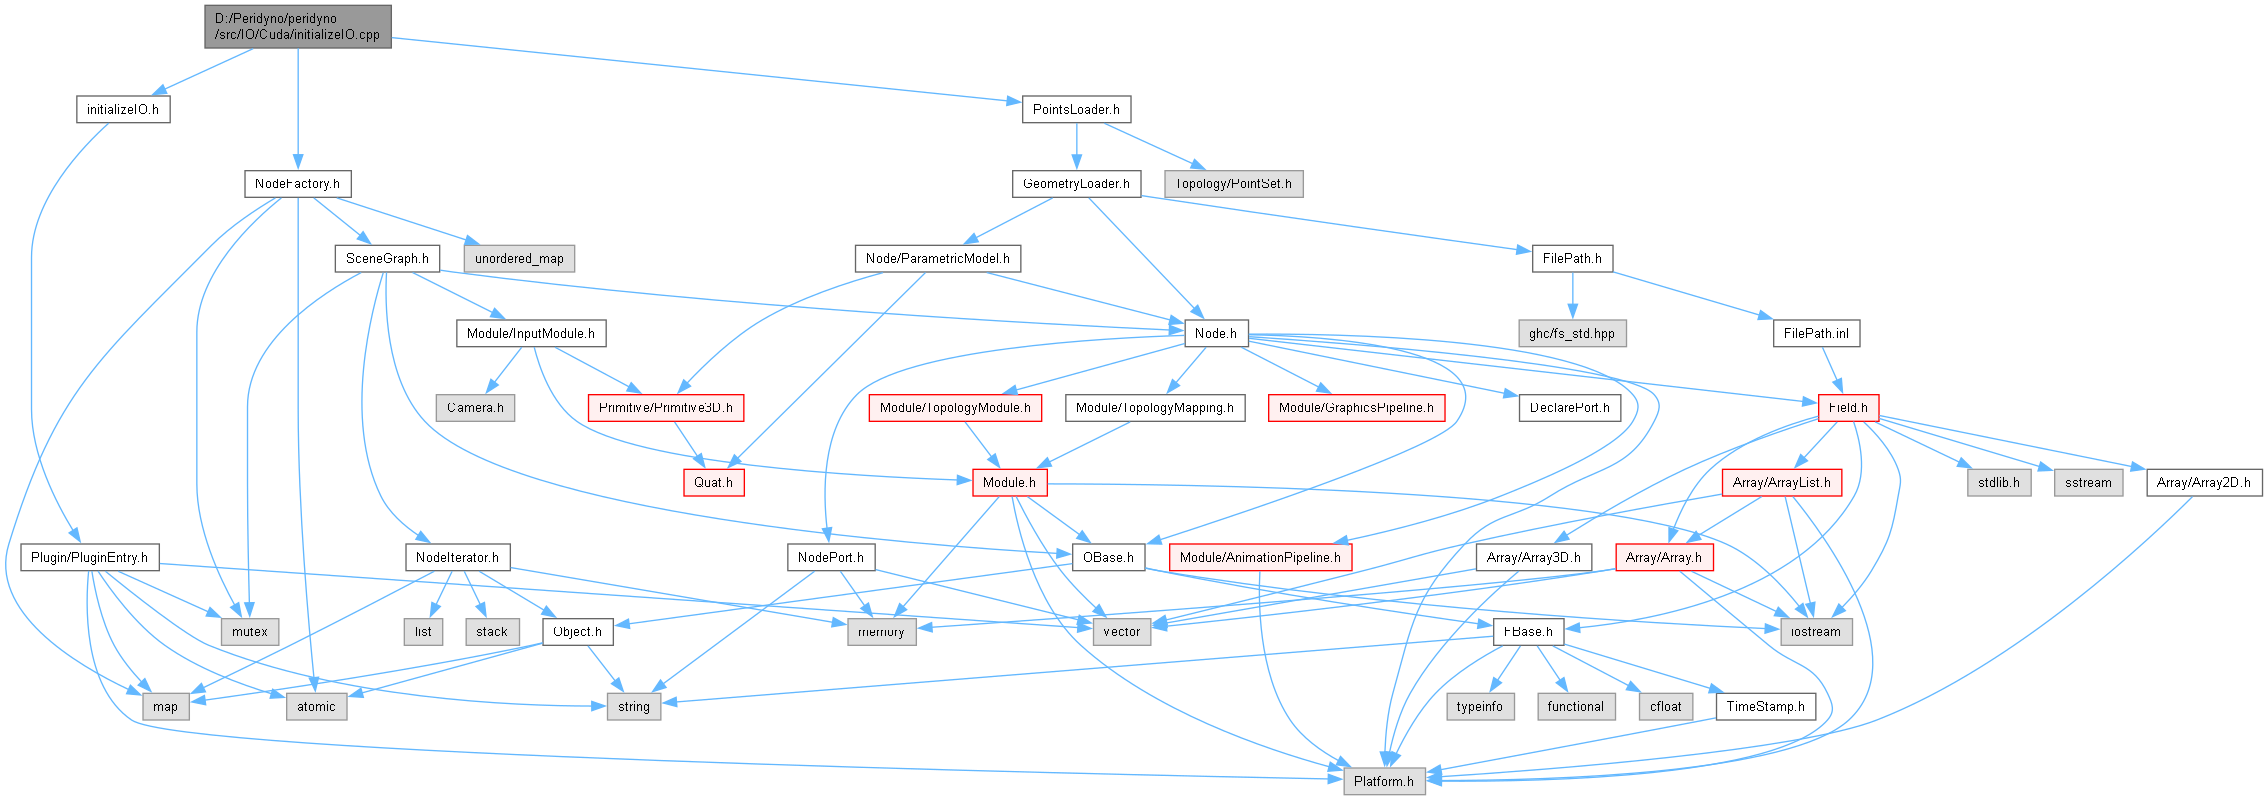 D:/Peridyno/peridyno
/src/IO/Cuda/initializeIO.cpp
initializeIO.h
PointsLoader.h
NodeFactory.h
GeometryLoader.h
Topology/PointSet.h
SceneGraph.h
unordered_map
Node/ParametricModel.h
FilePath.h
Module/InputModule.h
Node.h
ghc/fs_std.hpp
FilePath.inl
Camera.h
Primitive/Primitive3D.h
Module/TopologyModule.h
Module/TopologyMapping.h
Module/GraphicsPipeline.h
DeclarePort.h
Field.h
Quat.h
Module.h
Array/ArrayList.h
stdlib.h
sstream
Array/Array2D.h
Plugin/PluginEntry.h
NodeIterator.h
NodePort.h
OBase.h
Module/AnimationPipeline.h
Array/Array3D.h
Array/Array.h
mutex
list
stack
Object.h
memory
vector
FBase.h
iostream
map
atomic
string
typeinfo
functional
cfloat
TimeStamp.h
Platform.h